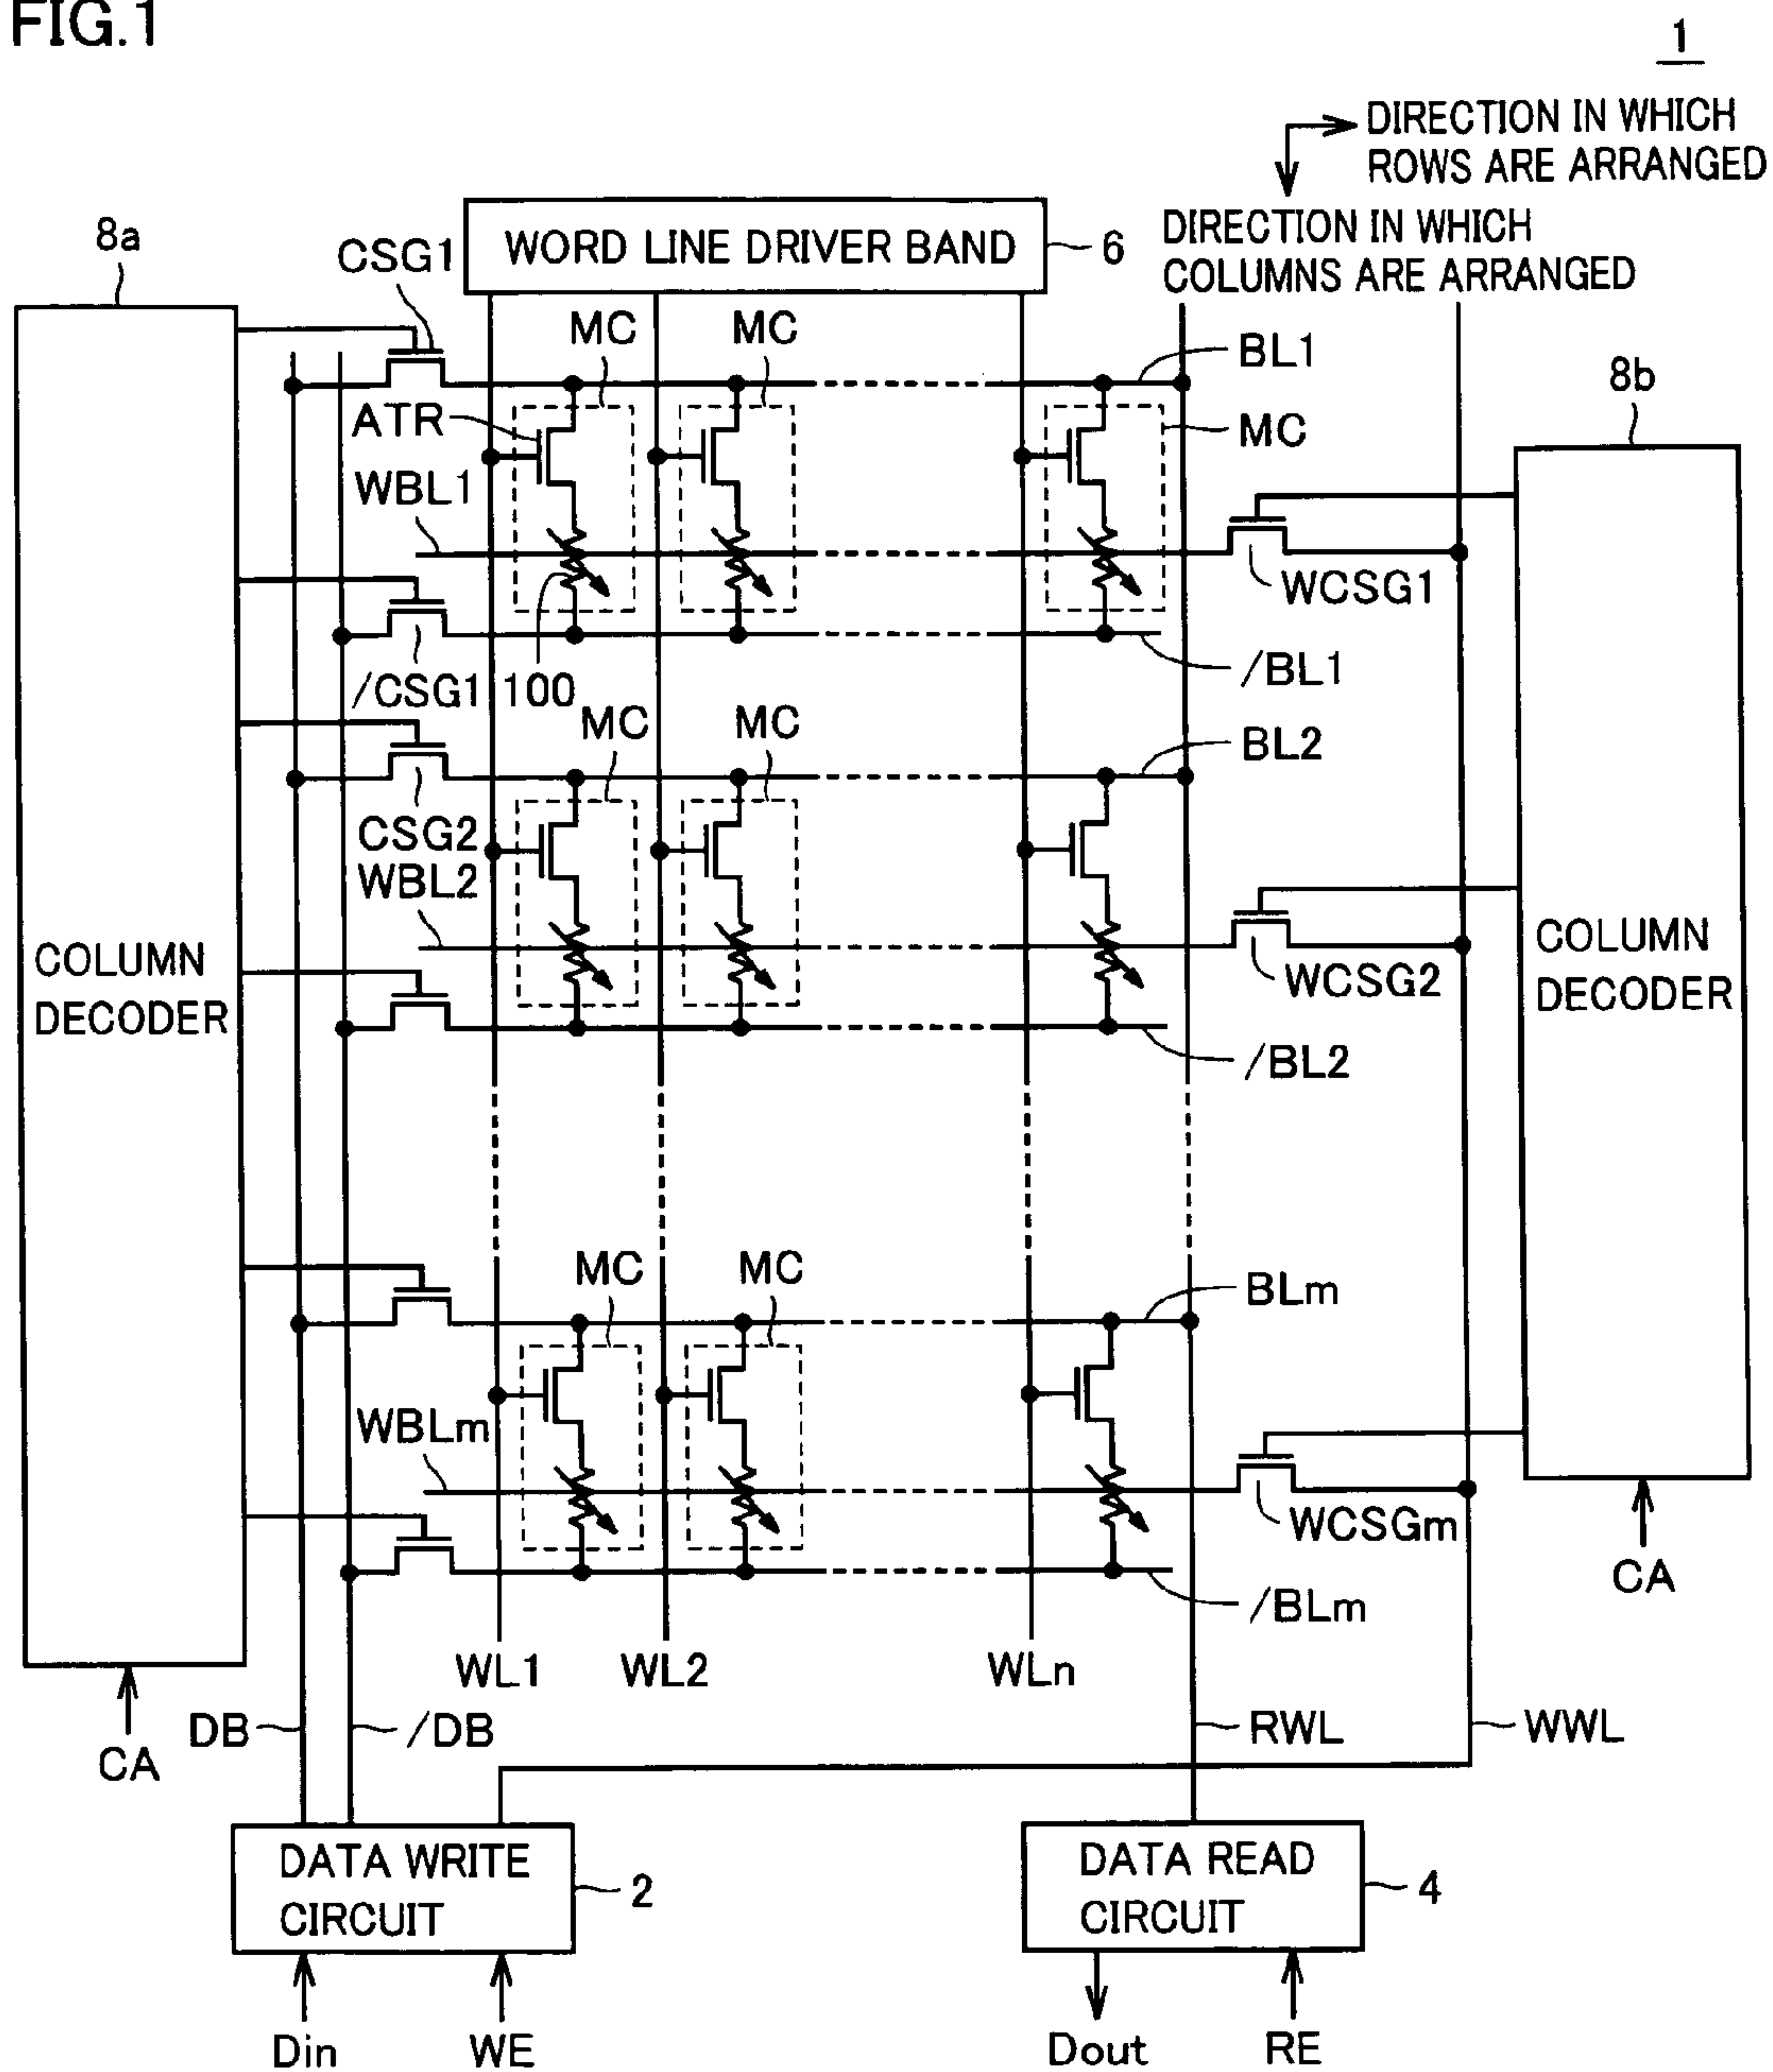 FIG.1
1
DIRECTION IN WHICH
ROWS ARE ARRANGED
DIRECTION IN WHICH
COLUMNS ARE ARRANGED
8a
CSG1
WORD LINE DRIVER BAND
6
MC
MC
BL1
8b
ATR
MC
WBL1
WCSG1
/CSG1
100
/BL1
MC
MC
BL2
CSG2
WBL2
COLUMN
DECODER
WCSG2
COLUMN
DECODER
/BL2
MC
MC
BLm
WBLm
WCSGm
CA
/BLm
WL1
WL2
WLn
DB
/DB
RWL
WWL
CA
DATA WRITE
CIRCUIT
2
DATA READ
CIRCUIT
4
Din
WE
Dout
RE